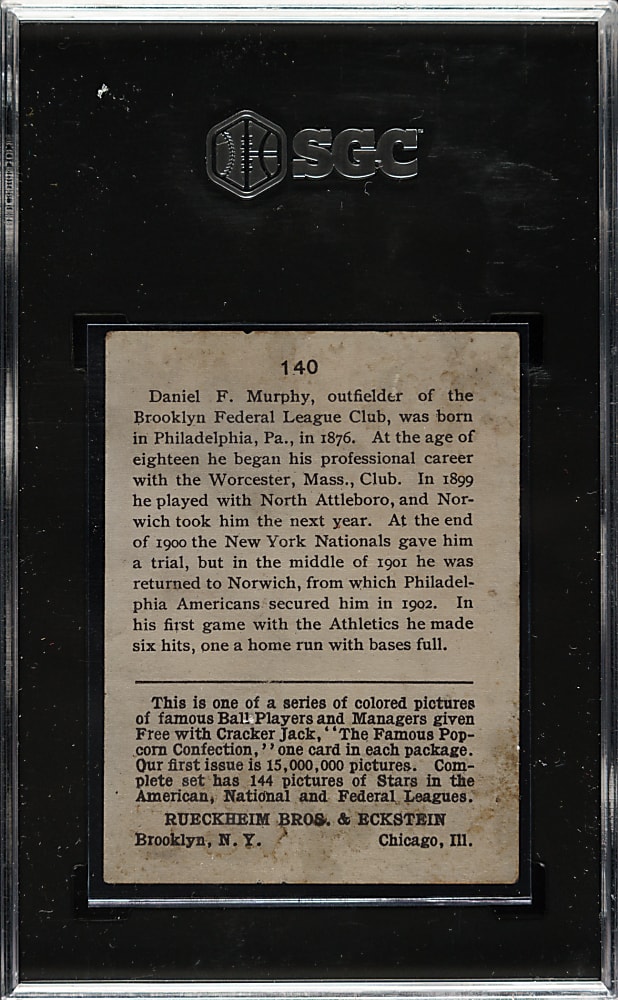 SGC
140
Daniel F. Murphy, outfielder of the
Brooklyn Federal League Club, was born
in Philadelphia, Pa., in 1876. At the age of
eighteen he began his professional career
with the Worcester, Mass., Club. In 1899
he played with North Attleboro, and Nor-
wich took him the next year. At the end
of 1900 the New York Nationals gave him
a trial, but in the middle of 1901 he was
returned to Norwich, from which Philadel-
phia Americans secured him in 1902. In
his first game with the Athletics he made
six hits, one a home run with bases full.
This is one of a series of colored pictures
of famous Ball Players and Managers given
Free with Cracker Jack, "The Famous Pop-
corn Confection," one card in each package.
Our first issue is 15,000,000 pictures. Com-
plete set has 144 pictures of Stars in the
American, National and Federal Leagues.
RUECKHEIM BROS. & ECKSTEIN
Brooklyn, N. Y. Chicago, Ill.